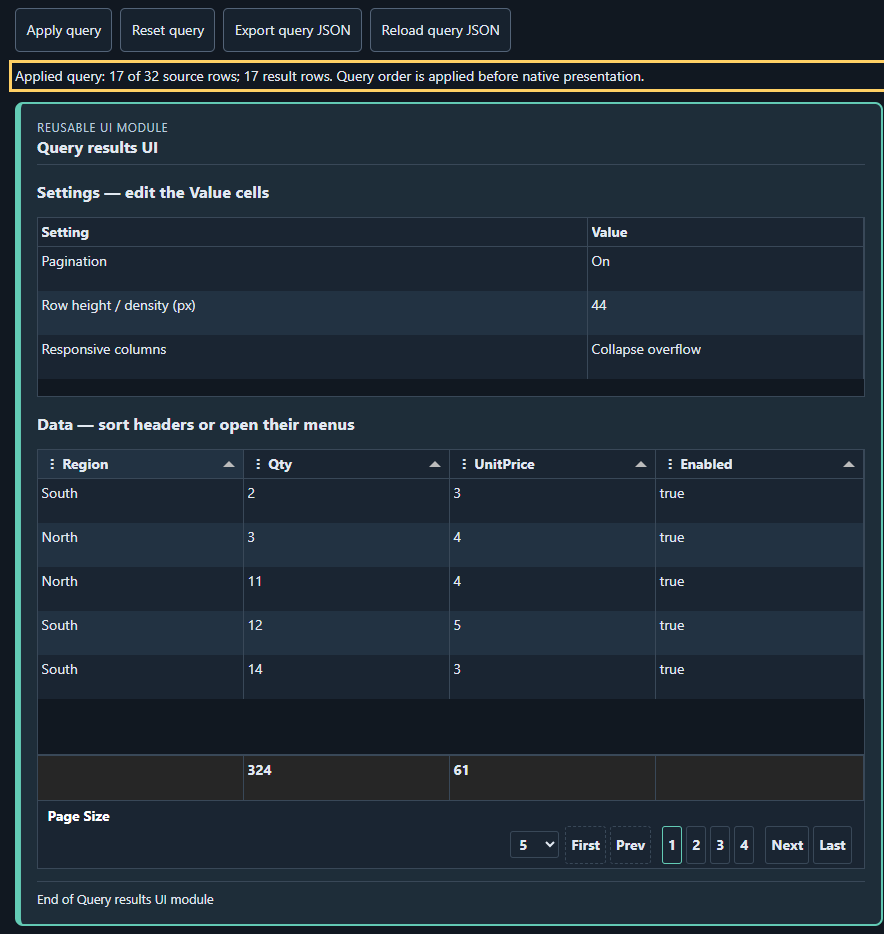 Apply query Reset query Export query JSON Reload query JSON
Applied query: 17 of 32 source rows; 17 result rows. Query order is applied before native presentation.
REUSABLE UI MODULE
Query results UI
Settings — edit the Value cells
Setting Value
Pagination On
Row height / density (px) 44
Responsive columns Collapse overflow
Data — sort headers or open their menus
Region Qty UnitPrice Enabled
South 2 3 true
North 3 4 true
North 11 4 true
South 12 5 true
South 14 3 true
324 61
Page Size
5 First Prev 1 2 3 4 Next Last
End of Query results UI module